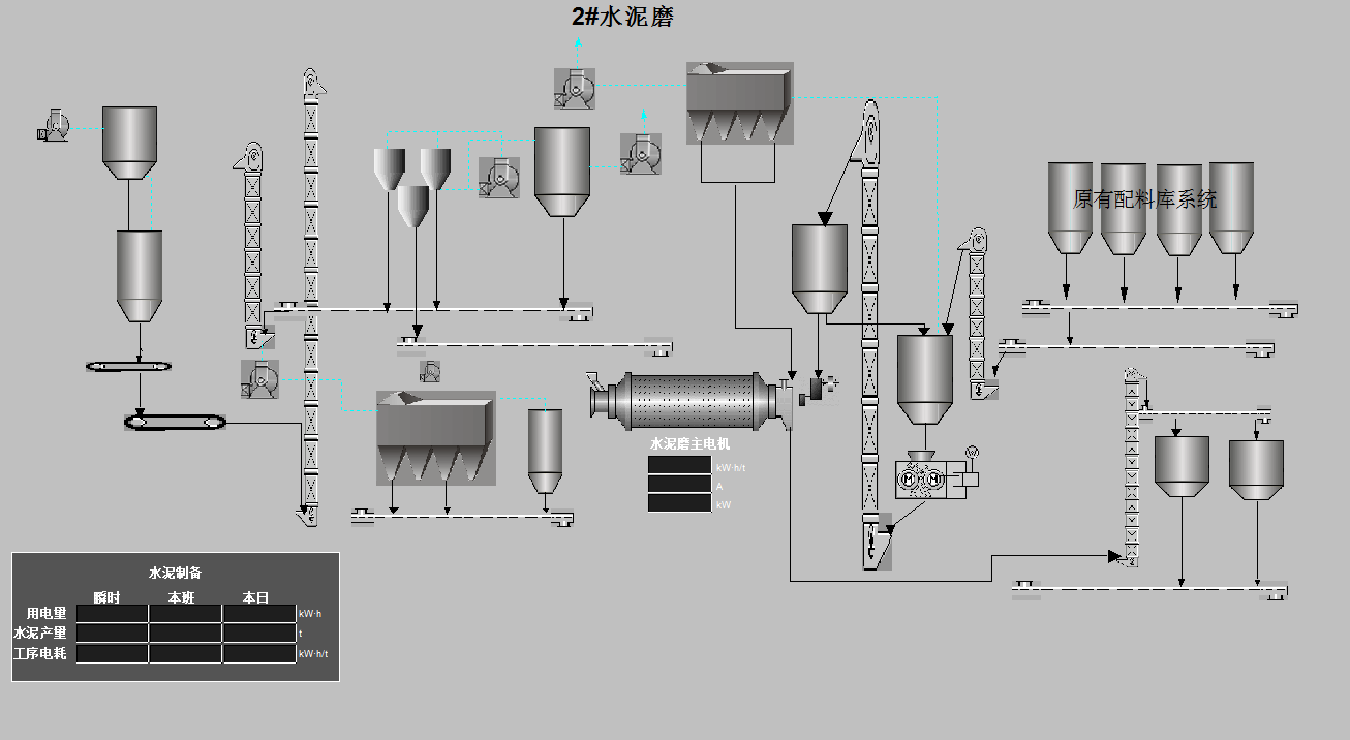 2#水泥磨
原有配料库系统
水泥磨主电机
kW·h/t
A
kW
水泥制备
瞬时 本班 本日
用电量 kW·h
水泥产量 t
工序电耗 kW·h/t
M M